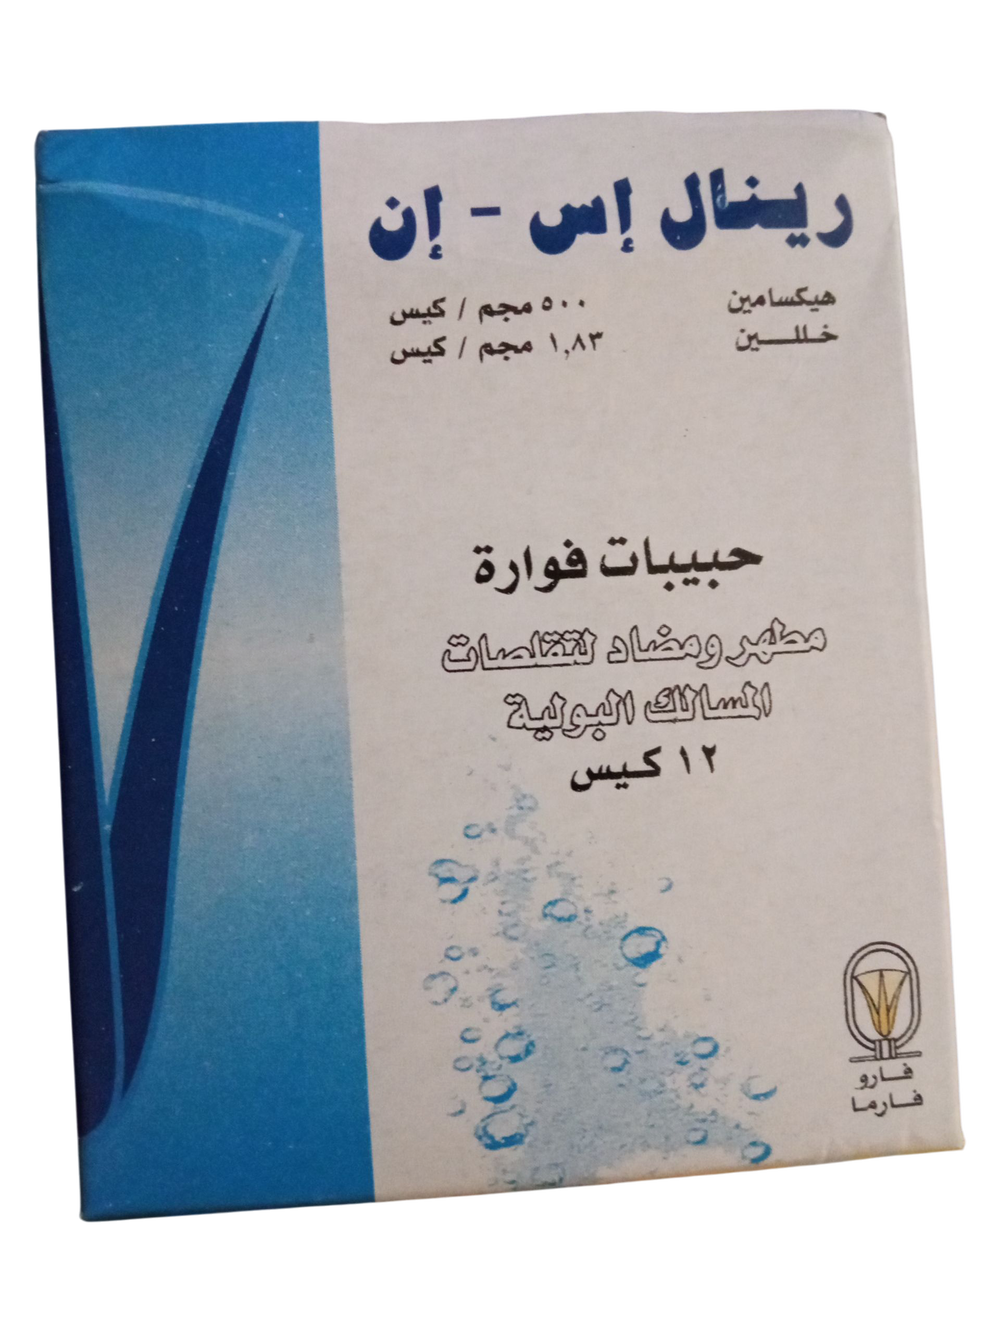 رينال إس - إن
هيكسامين ٥٠٠ مجم / كيس
خللين ١,٨٣ مجم / كيس
حبيبات فوارة
مطهر ومضاد لتقلصات
المسالك البولية
١٢ كيس
فارو
فارما